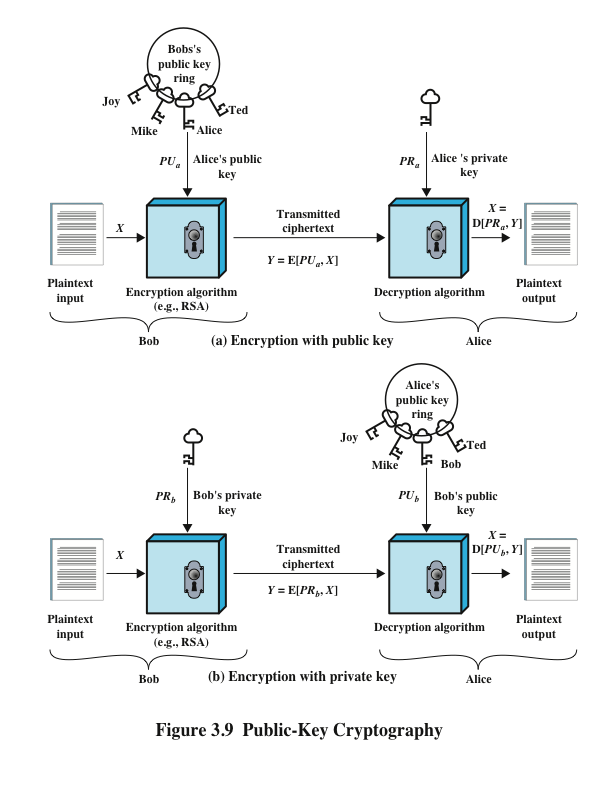 Bobs's
public key
ring
Joy
Mike
Alice
Ted
PUa
Alice's public
key
PRa
Alice 's private
key
X
Transmitted
ciphertext
Y = E[PUa, X]
X =
D[PRa, Y]
Plaintext
input
Encryption algorithm
(e.g., RSA)
Decryption algorithm
Plaintext
output
Bob
(a) Encryption with public key
Alice
Alice's
public key
ring
Joy
Mike
Bob
Ted
PRb
Bob's private
key
PUb
Bob's public
key
X
Transmitted
ciphertext
Y = E[PRb, X]
X =
D[PUb, Y]
Plaintext
input
Encryption algorithm
(e.g., RSA)
Decryption algorithm
Plaintext
output
Bob
(b) Encryption with private key
Alice
Figure 3.9 Public-Key Cryptography